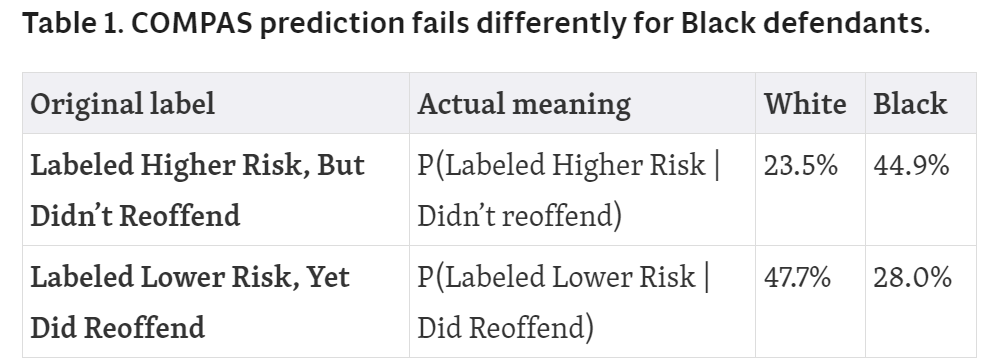 Table 1. COMPAS prediction fails differently for Black defendants.
Original label Actual meaning White Black
Labeled Higher Risk, But P(Labeled Higher Risk | 23.5% 44.9%
Didn’t Reoffend Didn’t reoffend)
Labeled Lower Risk, Yet P(Labeled Lower Risk | 47.7% 28.0%
Did Reoffend Did Reoffend)